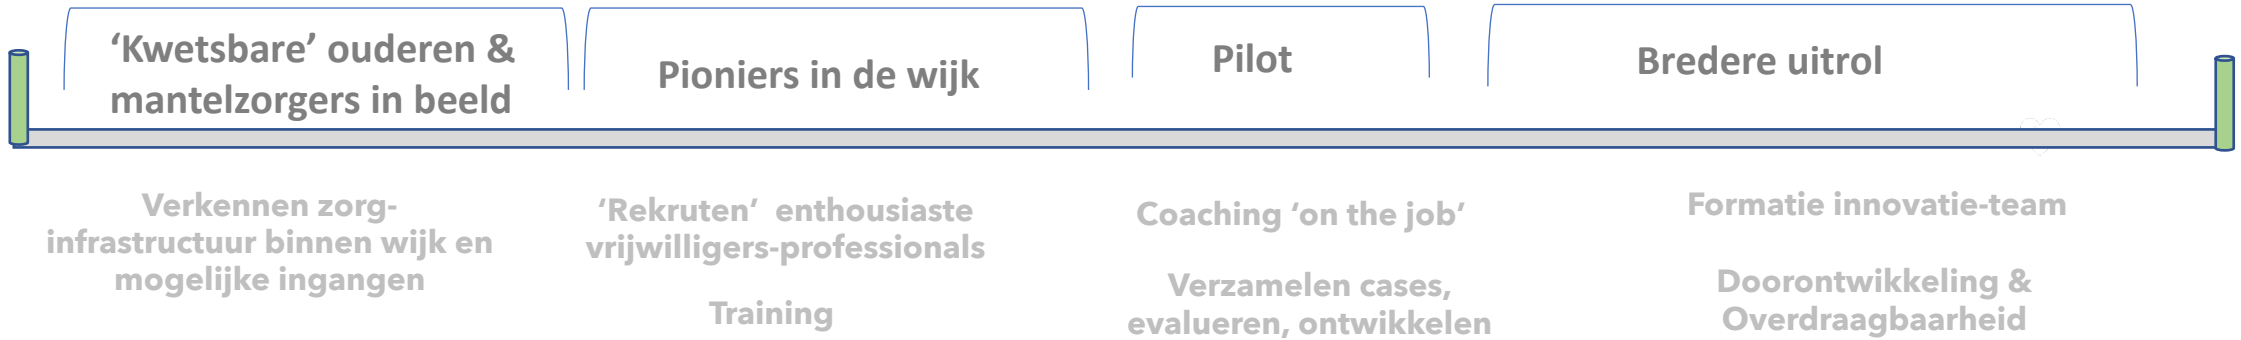 ‘Kwetsbare’ ouderen &
mantelzorgers in beeld
Pioniers in de wijk
Pilot
Bredere uitrol
Verkennen zorg-
infrastructuur binnen wijk en
mogelijke ingangen
‘Rekruten’ enthousiaste
vrijwilligers-professionals
Training
Coaching ‘on the job’
Verzamelen cases,
evalueren, ontwikkelen
Formatie innovatie-team
Doorontwikkeling &
Overdraagbaarheid